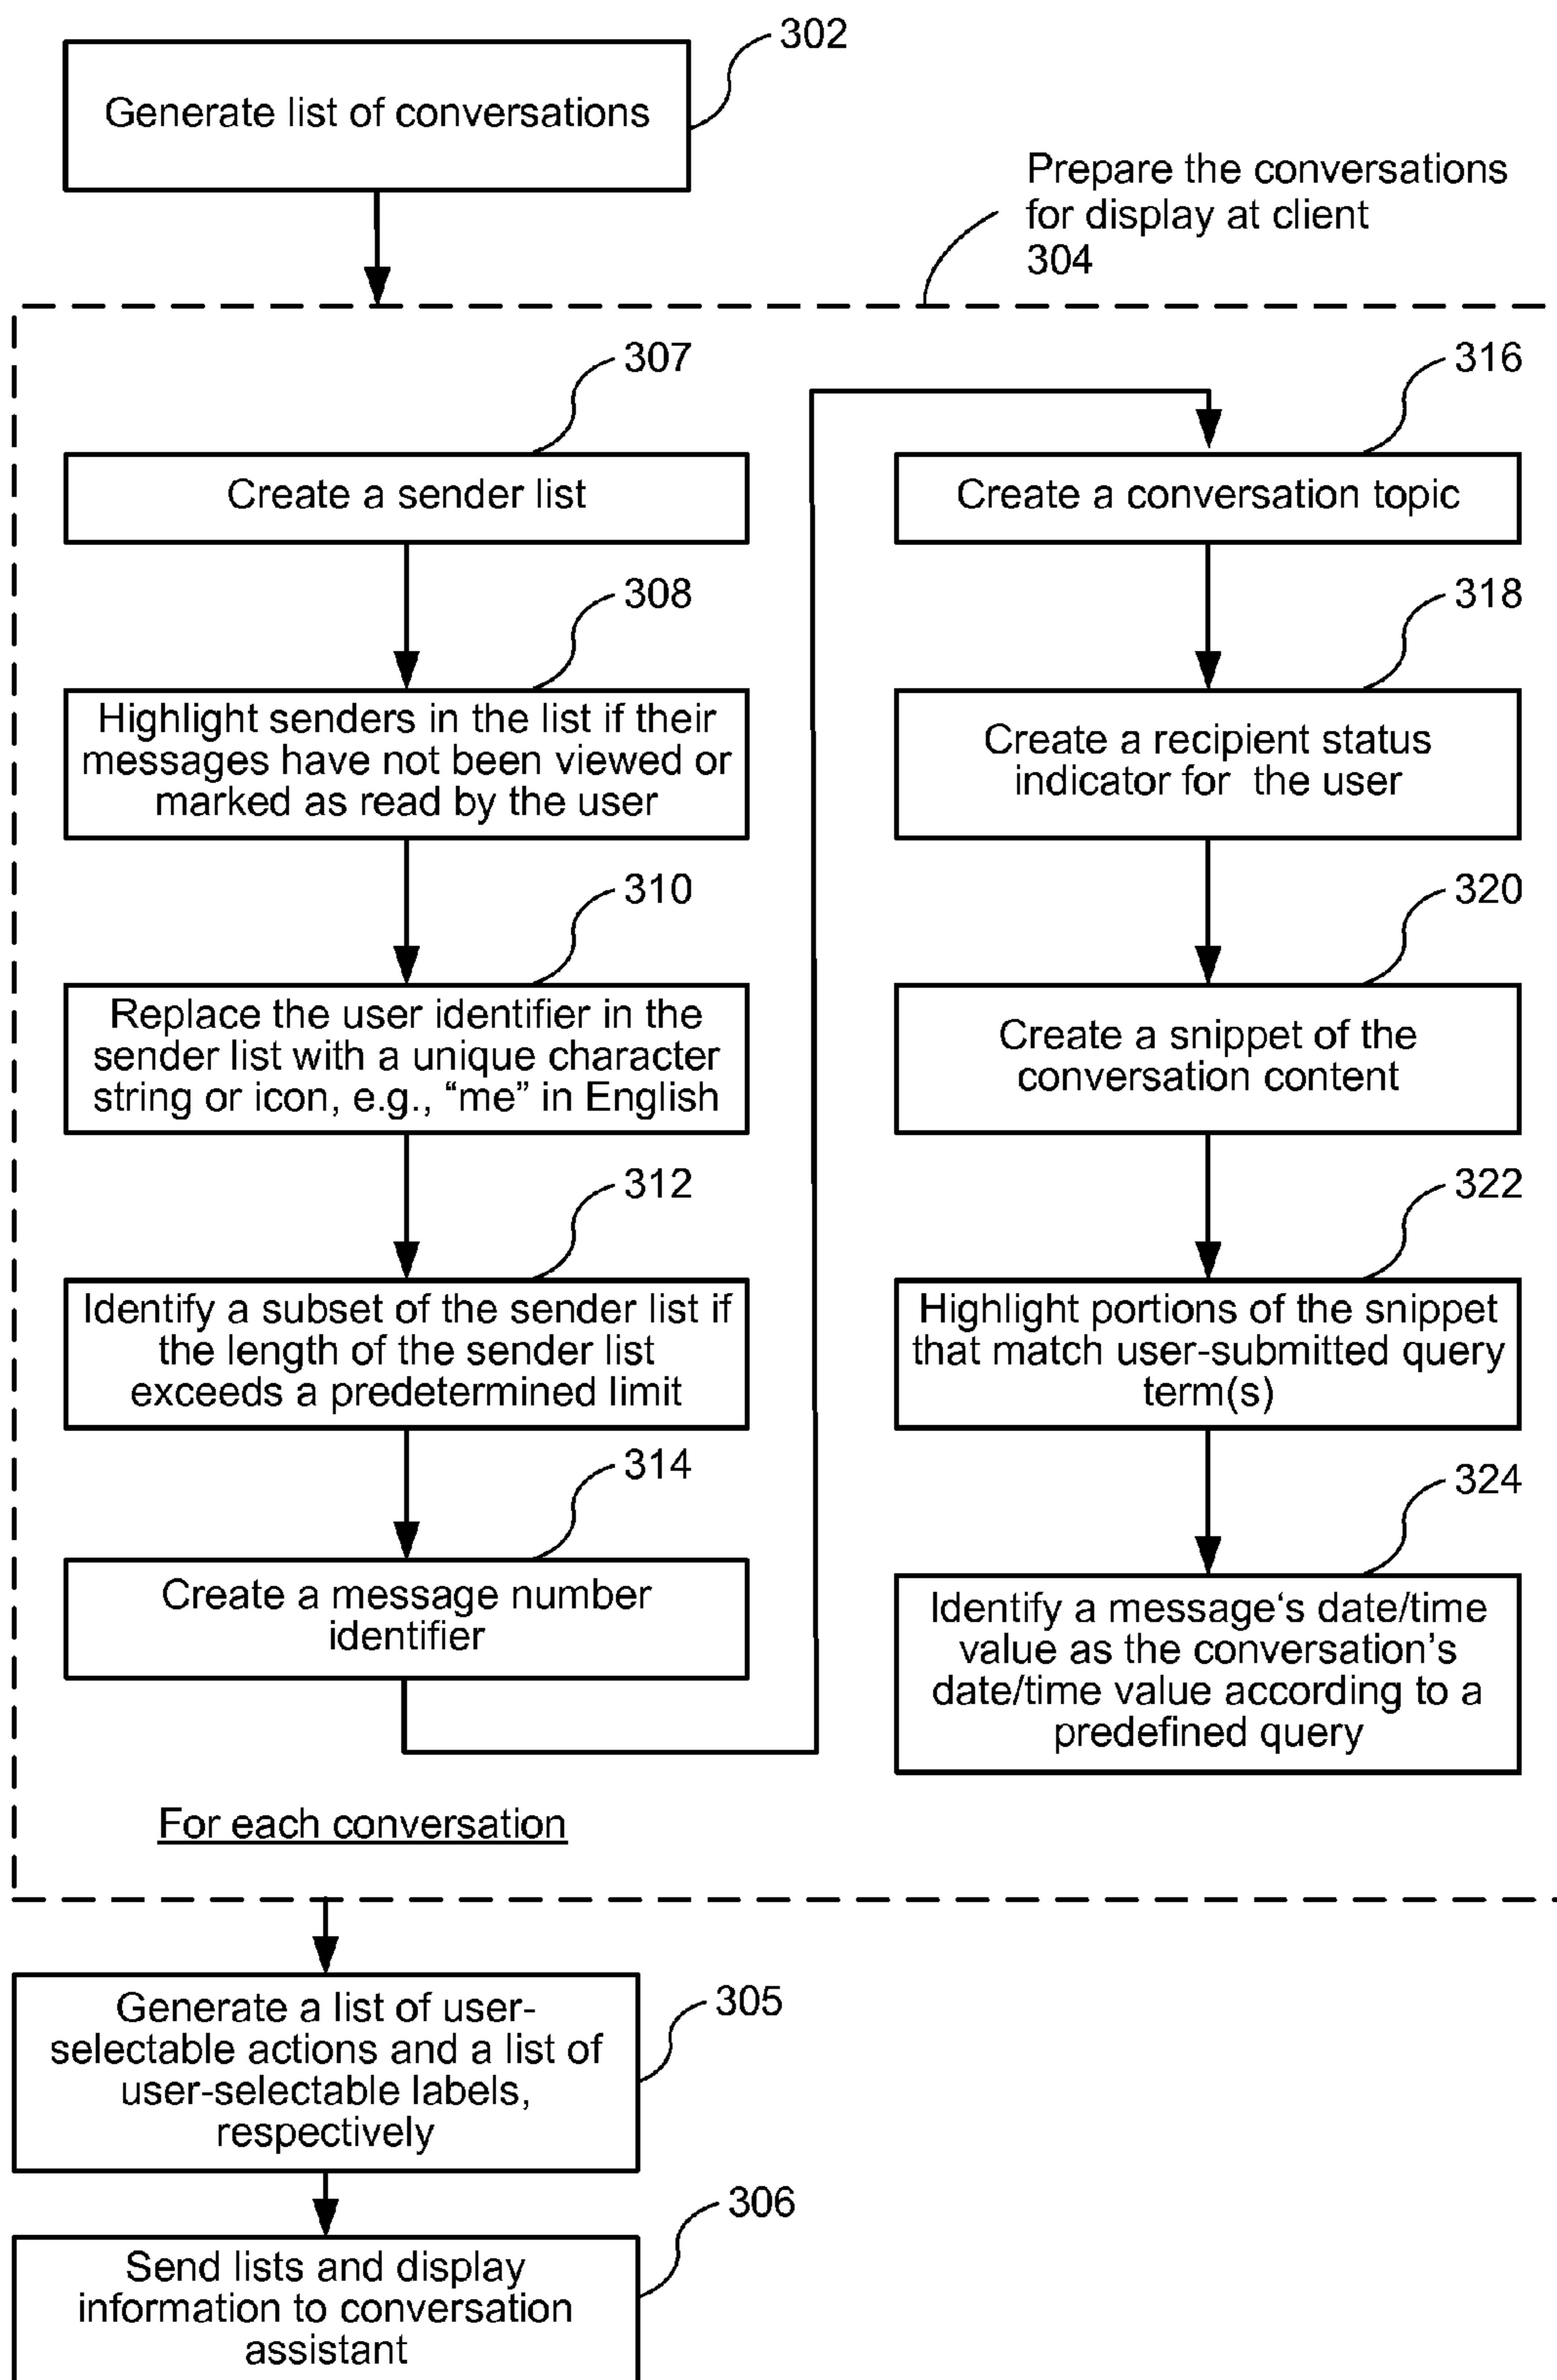 302
Generate list of conversations
Prepare the conversations
for display at client
304
307
Create a sender list
308
Highlight senders in the list if their
messages have not been viewed or
marked as read by the user
310
Replace the user identifier in the
sender list with a unique character
string or icon, e.g., “me” in English
312
Identify a subset of the sender list if
the length of the sender list
exceeds a predetermined limit
314
Create a message number
identifier
316
Create a conversation topic
318
Create a recipient status
indicator for the user
320
Create a snippet of the
conversation content
322
Highlight portions of the snippet
that match user-submitted query
term(s)
324
Identify a message‘s date/time
value as the conversation’s
date/time value according to a
predefined query
For each conversation
305
Generate a list of user-
selectable actions and a list of
user-selectable labels,
respectively
306
Send lists and display
information to conversation
assistant